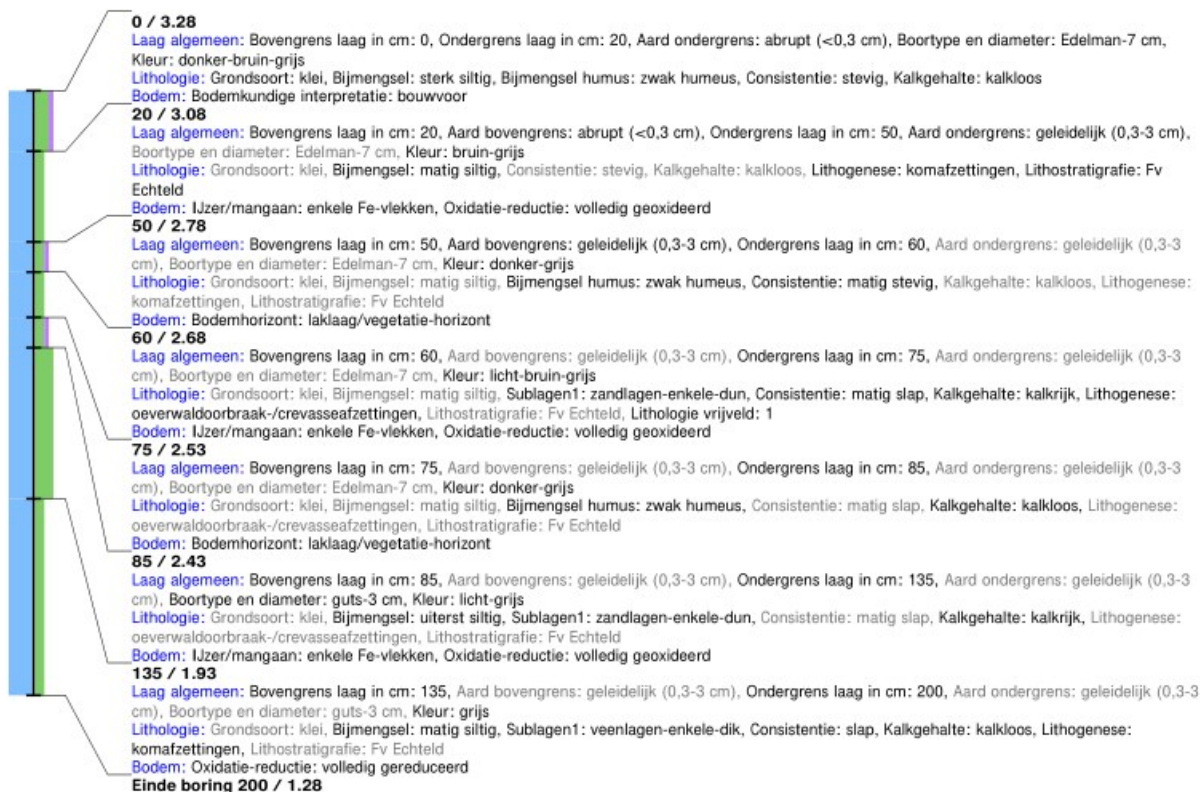 0 / 3.28
Laag algemeen: Bovengrens laag in cm: 0, Ondergrens laag in cm: 20, Aard ondergrens: abrupt (<0,3 cm), Boortype en diameter: Edelman-7 cm,
Kleur: donker-bruin-grijs
Lithologie: Grondsoort: klei, Bijmengsel: sterk siltig, Bijmengsel humus: zwak humeus, Consistentie: stevig, Kalkgehalte: kalkloos
Bodem: Bodemkundige interpretatie: bouwvoor
20 / 3.08
Laag algemeen: Bovengrens laag in cm: 20, Aard bovengrens: abrupt (<0,3 cm), Ondergrens laag in cm: 50, Aard ondergrens: geleidelijk (0,3-3 cm),
Boortype en diameter: Edelman-7 cm, Kleur: bruin-grijs
Lithologie: Grondsoort: klei, Bijmengsel: matig siltig, Consistentie: stevig, Kalkgehalte: kalkloos, Lithogenese: komafzettingen, Lithostratigrafie: Fv
Echteld
Bodem: IJzer/mangaan: enkele Fe-vlekken, Oxidatie-reductie: volledig geoxideerd
50 / 2.78
Laag algemeen: Bovengrens laag in cm: 50, Aard bovengrens: geleidelijk (0,3-3 cm), Ondergrens laag in cm: 60, Aard ondergrens: geleidelijk (0,3-3
cm), Boortype en diameter: Edelman-7 cm, Kleur: donker-grijs
Lithologie: Grondsoort: klei, Bijmengsel: matig siltig, Bijmengsel humus: zwak humeus, Consistentie: matig stevig, Kalkgehalte: kalkloos, Lithogenese:
komafzettingen, Lithostratigrafie: Fv Echteld
Bodem: Bodemhorizont: laklaag/vegetatie-horizont
60 / 2.68
Laag algemeen: Bovengrens laag in cm: 60, Aard bovengrens: geleidelijk (0,3-3 cm), Ondergrens laag in cm: 75, Aard ondergrens: geleidelijk (0,3-3
cm), Boortype en diameter: Edelman-7 cm, Kleur: licht-bruin-grijs
Lithologie: Grondsoort: klei, Bijmengsel: matig siltig, Sublagen1: zandlagen-enkele-dun, Consistentie: matig slap, Kalkgehalte: kalkrijk, Lithogenese:
oeverwaldoorbraak-/crevasseafzettingen, Lithostratigrafie: Fv Echteld, Lithologie vrijveld: 1
Bodem: IJzer/mangaan: enkele Fe-vlekken, Oxidatie-reductie: volledig geoxideerd
75 / 2.53
Laag algemeen: Bovengrens laag in cm: 75, Aard bovengrens: geleidelijk (0,3-3 cm), Ondergrens laag in cm: 85, Aard ondergrens: geleidelijk (0,3-3
cm), Boortype en diameter: Edelman-7 cm, Kleur: donker-grijs
Lithologie: Grondsoort: klei, Bijmengsel: matig siltig, Bijmengsel humus: zwak humeus, Consistentie: matig slap, Kalkgehalte: kalkloos, Lithogenese:
oeverwaldoorbraak-/crevasseafzettingen, Lithostratigrafie: Fv Echteld
Bodem: Bodemhorizont: laklaag/vegetatie-horizont
85 / 2.43
Laag algemeen: Bovengrens laag in cm: 85, Aard bovengrens: geleidelijk (0,3-3 cm), Ondergrens laag in cm: 135, Aard ondergrens: geleidelijk (0,3-3
cm), Boortype en diameter: guts-3 cm, Kleur: licht-grijs
Lithologie: Grondsoort: klei, Bijmengsel: uiterst siltig, Sublagen1: zandlagen-enkele-dun, Consistentie: matig slap, Kalkgehalte: kalkrijk, Lithogenese:
oeverwaldoorbraak-/crevasseafzettingen, Lithostratigrafie: Fv Echteld
Bodem: IJzer/mangaan: enkele Fe-vlekken, Oxidatie-reductie: volledig geoxideerd
135 / 1.93
Laag algemeen: Bovengrens laag in cm: 135, Aard bovengrens: geleidelijk (0,3-3 cm), Ondergrens laag in cm: 200, Aard ondergrens: geleidelijk (0,3-3
cm), Boortype en diameter: guts-3 cm, Kleur: grijs
Lithologie: Grondsoort: klei, Bijmengsel: matig siltig, Sublagen1: veenlagen-enkele-dik, Consistentie: slap, Kalkgehalte: kalkloos, Lithogenese:
komafzettingen, Lithostratigrafie: Fv Echteld
Bodem: Oxidatie-reductie: volledig gereduceerd
Einde boring 200 / 1.28